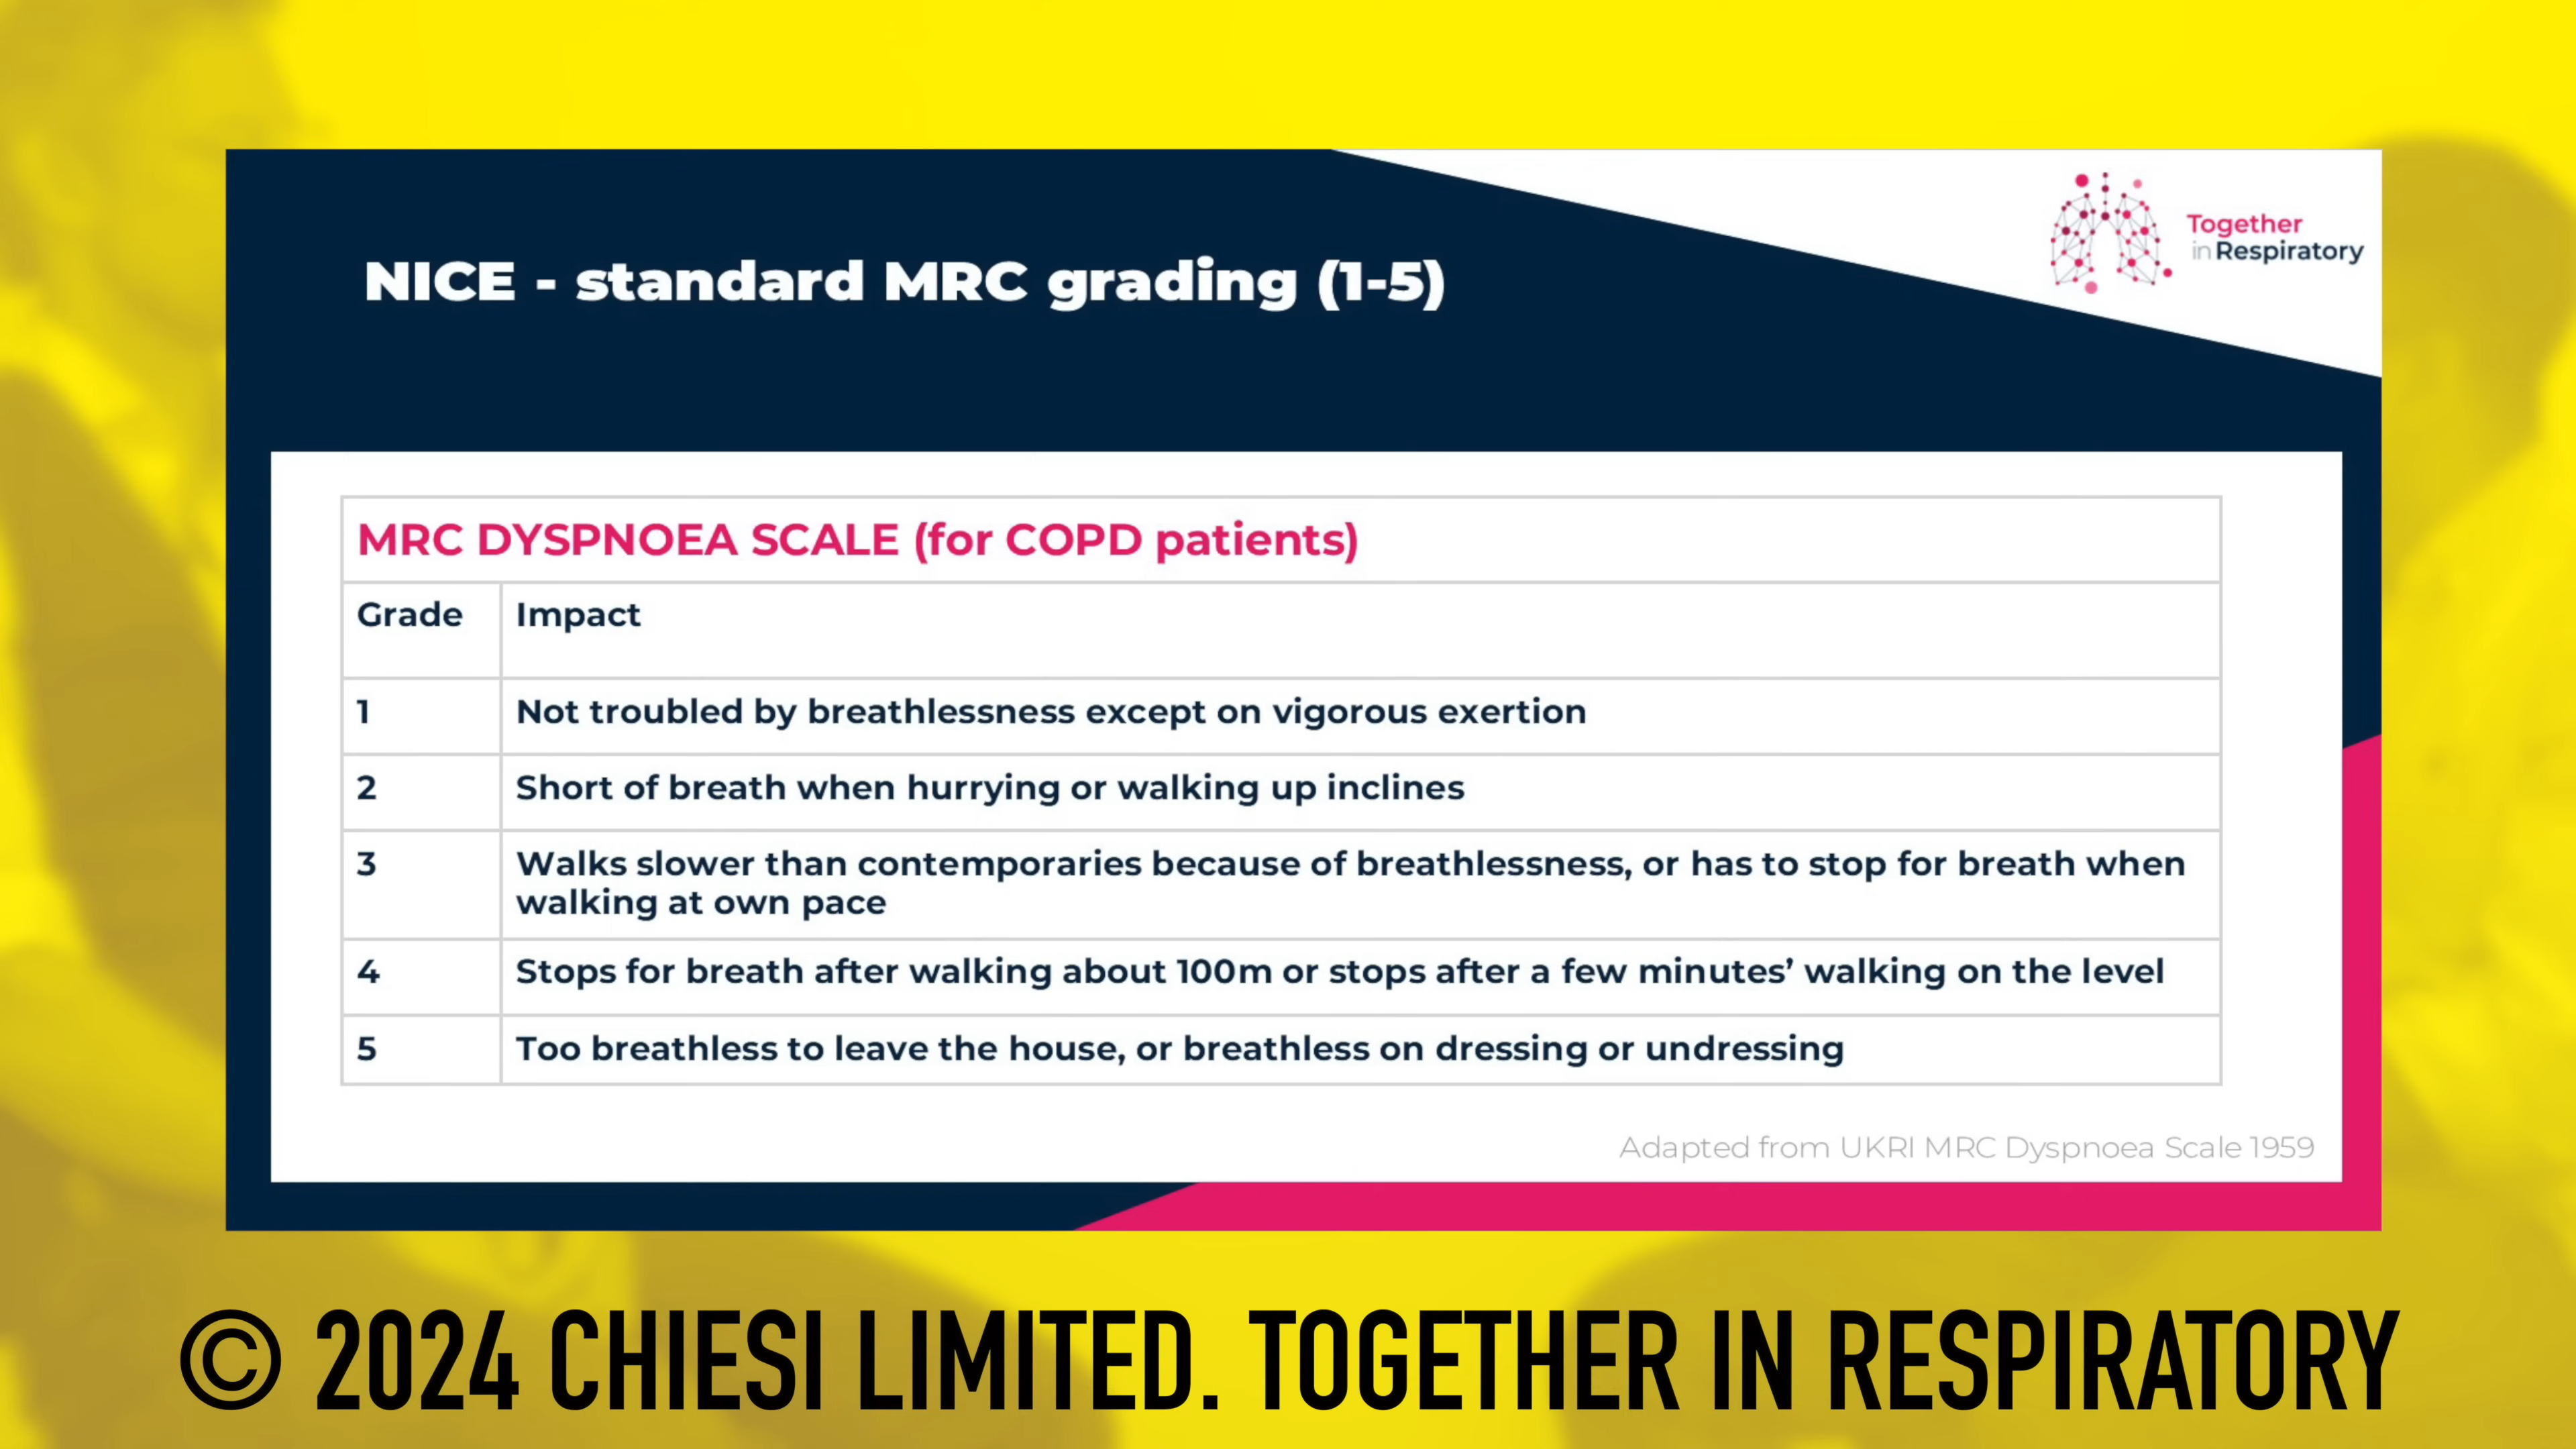 Together
in Respiratory
NICE - standard MRC grading (1-5)
MRC DYSPNOEA SCALE (for COPD patients)
Grade Impact
1 Not troubled by breathlessness except on vigorous exertion
2 Short of breath when hurrying or walking up inclines
3 Walks slower than contemporaries because of breathlessness, or has to stop for breath when
walking at own pace
4 Stops for breath after walking about 100m or stops after a few minutes’ walking on the level
5 Too breathless to leave the house, or breathless on dressing or undressing
Adapted from UKRI MRC Dyspnoea Scale 1959
© 2024 CHIESI LIMITED. TOGETHER IN RESPIRATORY